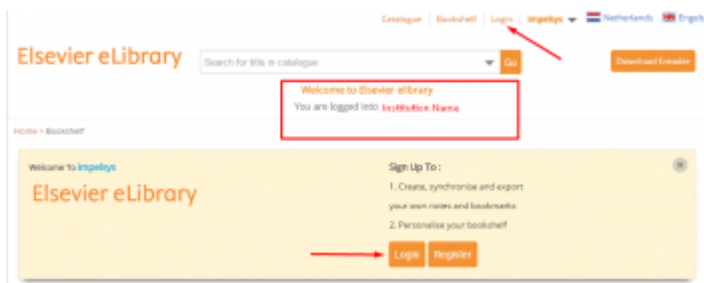 Catalogue | Bookshelf | Login | impelsys Netherlands Engels
Elsevier eLibrary
Search for title in catalogue
Go
Download Ereader
Welcome to Elsevier elibrary
You are logged into Institution Name
Home > Bookshelf
Welcome To impelsys
Elsevier eLibrary
Sign Up To :
1. Create, synchronise and export
your own notes and bookmarks
2. Personalise your bookshelf
Login Register